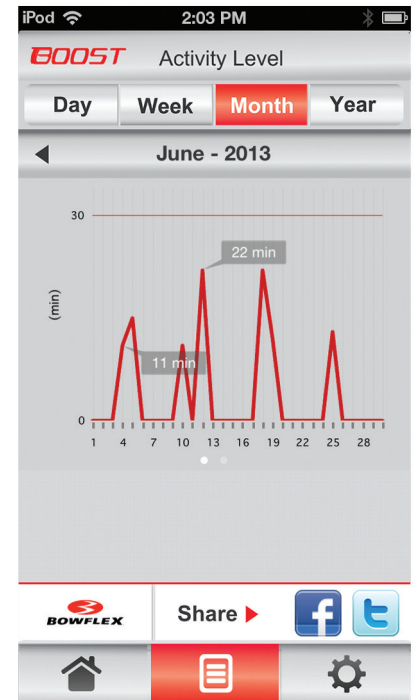 iPod 2:03 PM
BOOST Activity Level
Day Week Month Year
June - 2013
30
22 min
(min)
11 min
0
1 4 7 10 13 16 19 22 25 28
BOWFLEX Share
f t